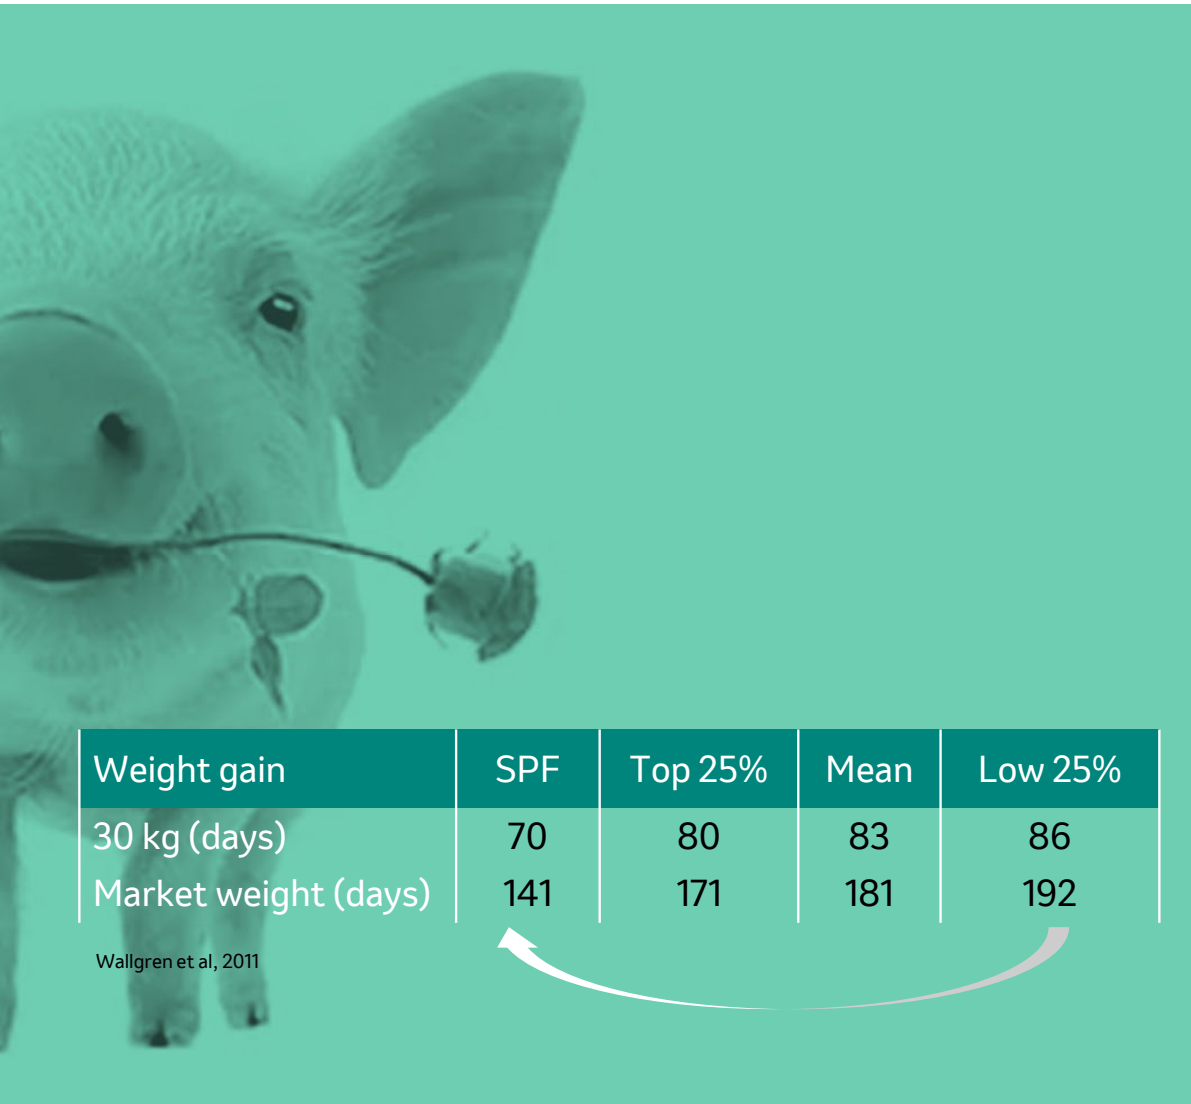 Weight gain SPF Top 25% Mean Low 25%
30 kg (days) 70 80 83 86
Market weight (days) 141 171 181 192
Wallgren et al, 2011